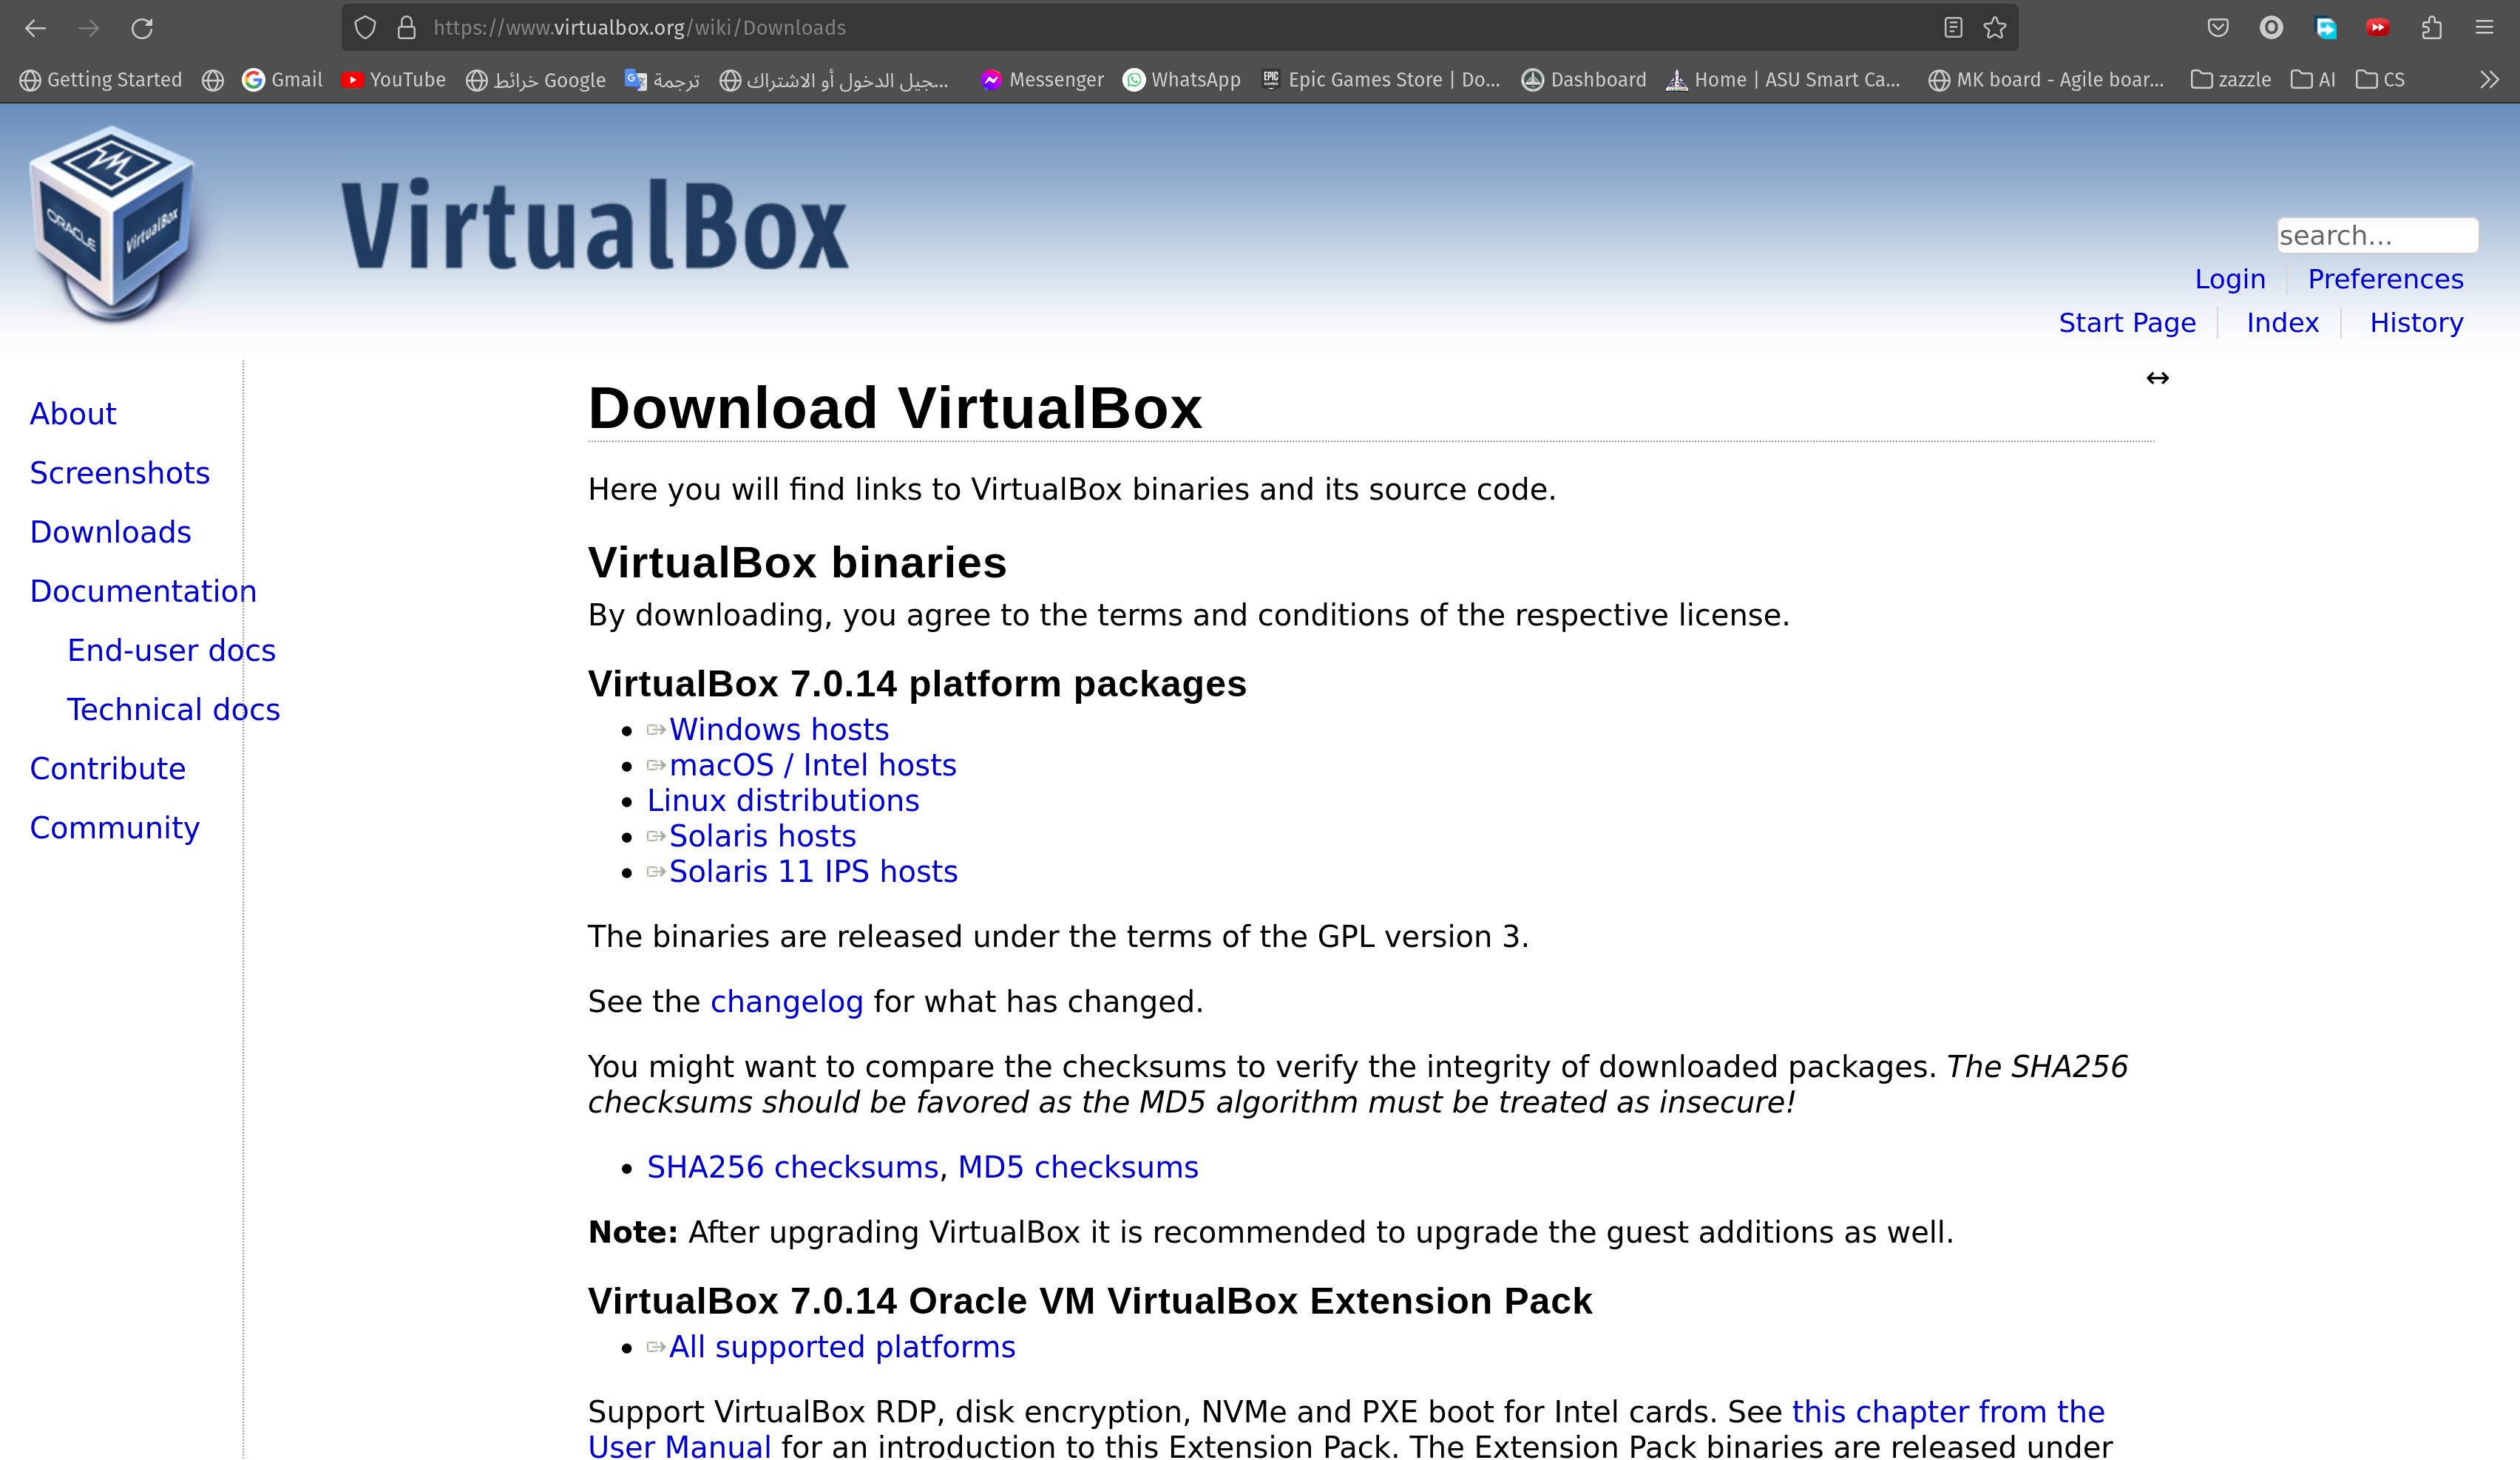 https://www.virtualbox.org/wiki/Downloads
Getting Started
Gmail
YouTube
خرائط Google
ترجمة
...جيل الدخول أو الاشتراك
Messenger
WhatsApp
Epic Games Store | Do...
Dashboard
Home | ASU Smart Ca...
MK board - Agile boar...
zazzle
AI
CS
ORACLE
VirtualBox
VirtualBox
search...
Login
Preferences
Start Page
Index
History
About
Screenshots
Downloads
Documentation
End-user docs
Technical docs
Contribute
Community
Download VirtualBox
Here you will find links to VirtualBox binaries and its source code.
VirtualBox binaries
By downloading, you agree to the terms and conditions of the respective license.
VirtualBox 7.0.14 platform packages
Windows hosts
macOS / Intel hosts
Linux distributions
Solaris hosts
Solaris 11 IPS hosts
The binaries are released under the terms of the GPL version 3.
See the changelog for what has changed.
You might want to compare the checksums to verify the integrity of downloaded packages. The SHA256
checksums should be favored as the MD5 algorithm must be treated as insecure!
SHA256 checksums, MD5 checksums
Note: After upgrading VirtualBox it is recommended to upgrade the guest additions as well.
VirtualBox 7.0.14 Oracle VM VirtualBox Extension Pack
All supported platforms
Support VirtualBox RDP, disk encryption, NVMe and PXE boot for Intel cards. See this chapter from the
User Manual for an introduction to this Extension Pack. The Extension Pack binaries are released under